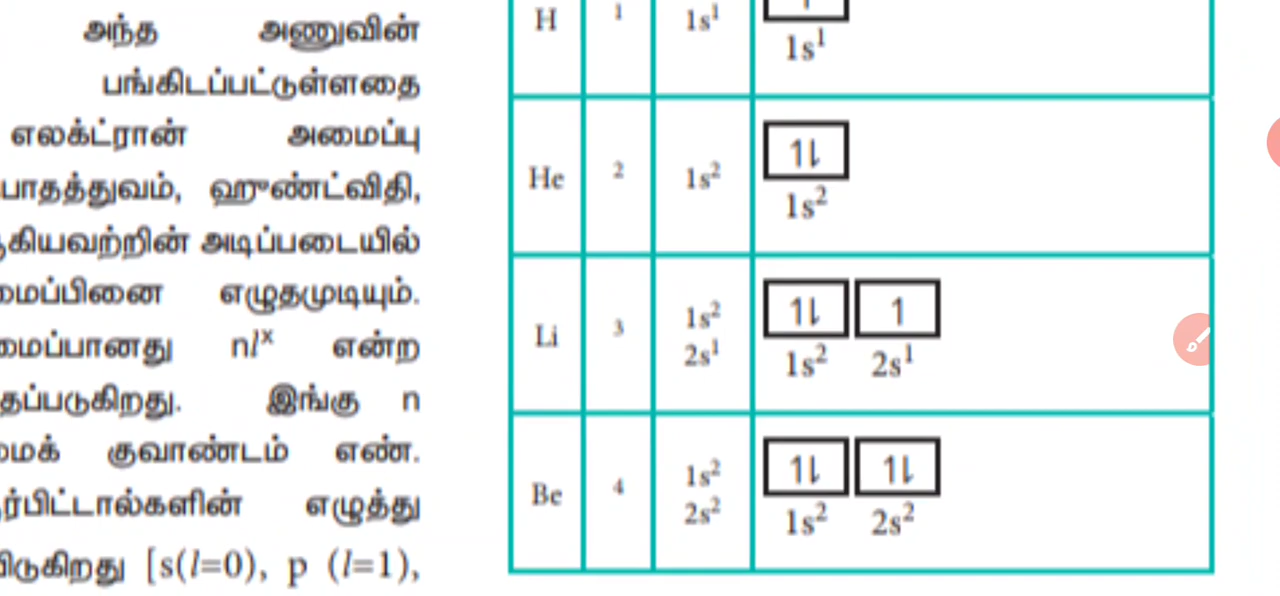 அந்த அணுவின்
பங்கிடப்பட்டுள்ளதை
எலக்ட்ரான் அமைப்பு
ஹுண்ட்விதி,
அடிப்படையில்
எழுதமுடியும்.
nlˣ என்ற
இங்கு n
குவாண்டம் எண்.
எழுத்து
[s(l=0), p (l=1),
H 1 1s¹
1s¹
He 2 1s² 1L
1s²
Li 3 1s² 2s¹ 1L 1
1s² 2s¹
Be 4 1s² 2s² 1L 1L
1s² 2s²